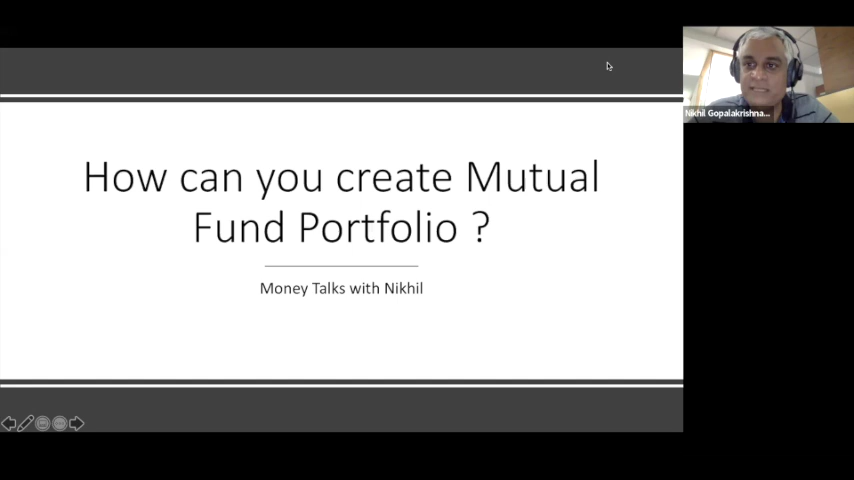 How can you create Mutual
Fund Portfolio ?
Money Talks with Nikhil
Nikhil Gopalakrishna...